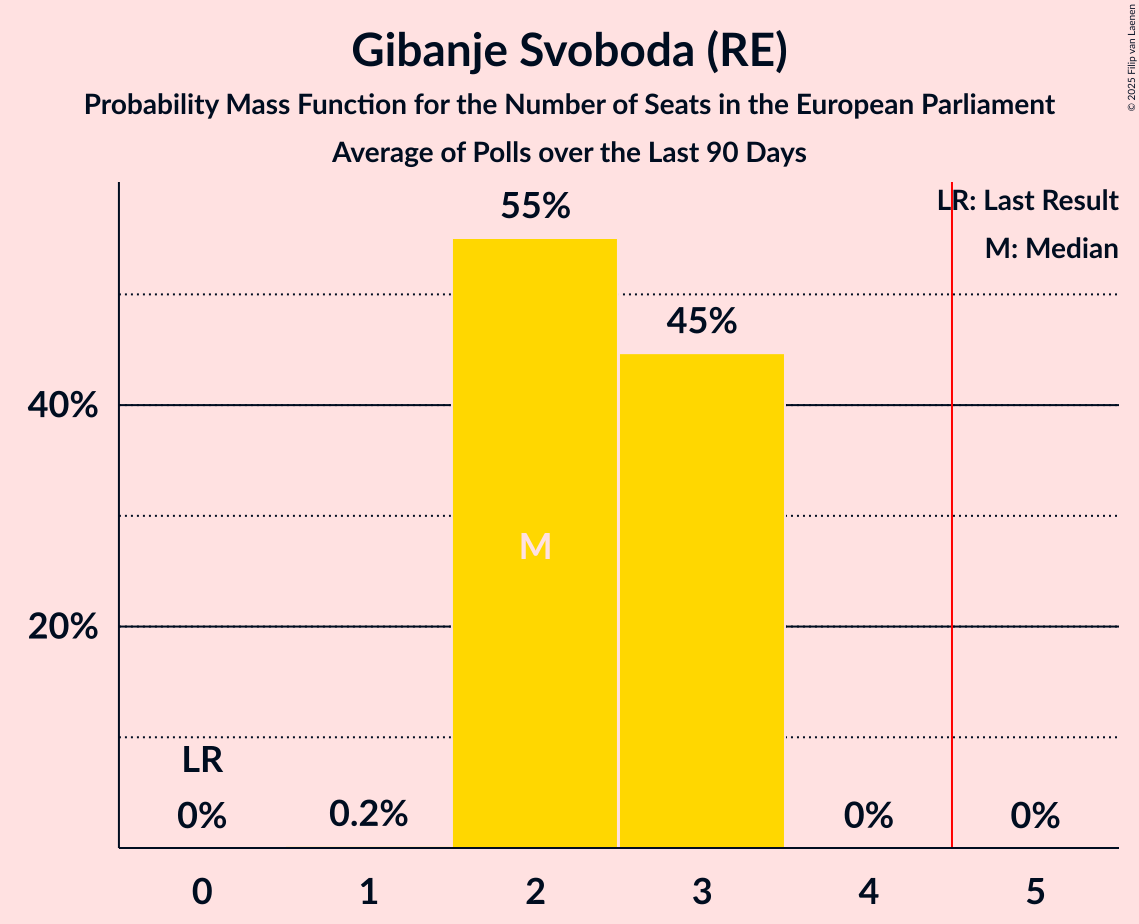 Gibanje Svoboda (RE)
Probability Mass Function for the Number of Seats in the European Parliament
Average of Polls over the Last 90 Days
© 2025 Filip van Laenen
LR: Last Result
M: Median
55%
45%
40%
M
20%
LR
0%
0.2%
0%
0%
0
1
2
3
4
5